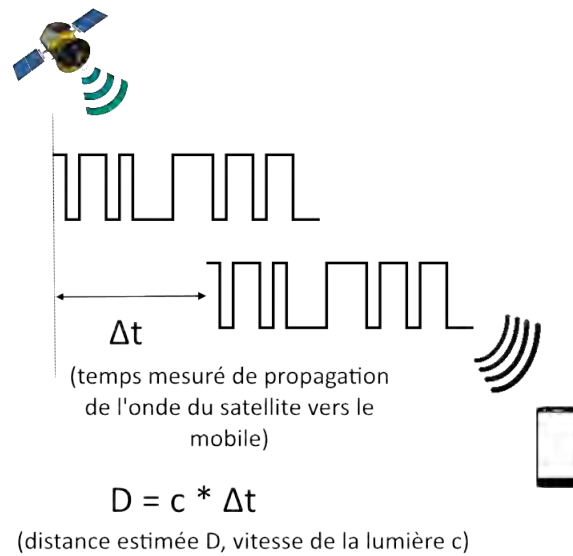 Δt
(temps mesuré de propagation
de l'onde du satellite vers le
mobile)
D = c * Δt
(distance estimée D, vitesse de la lumière c)